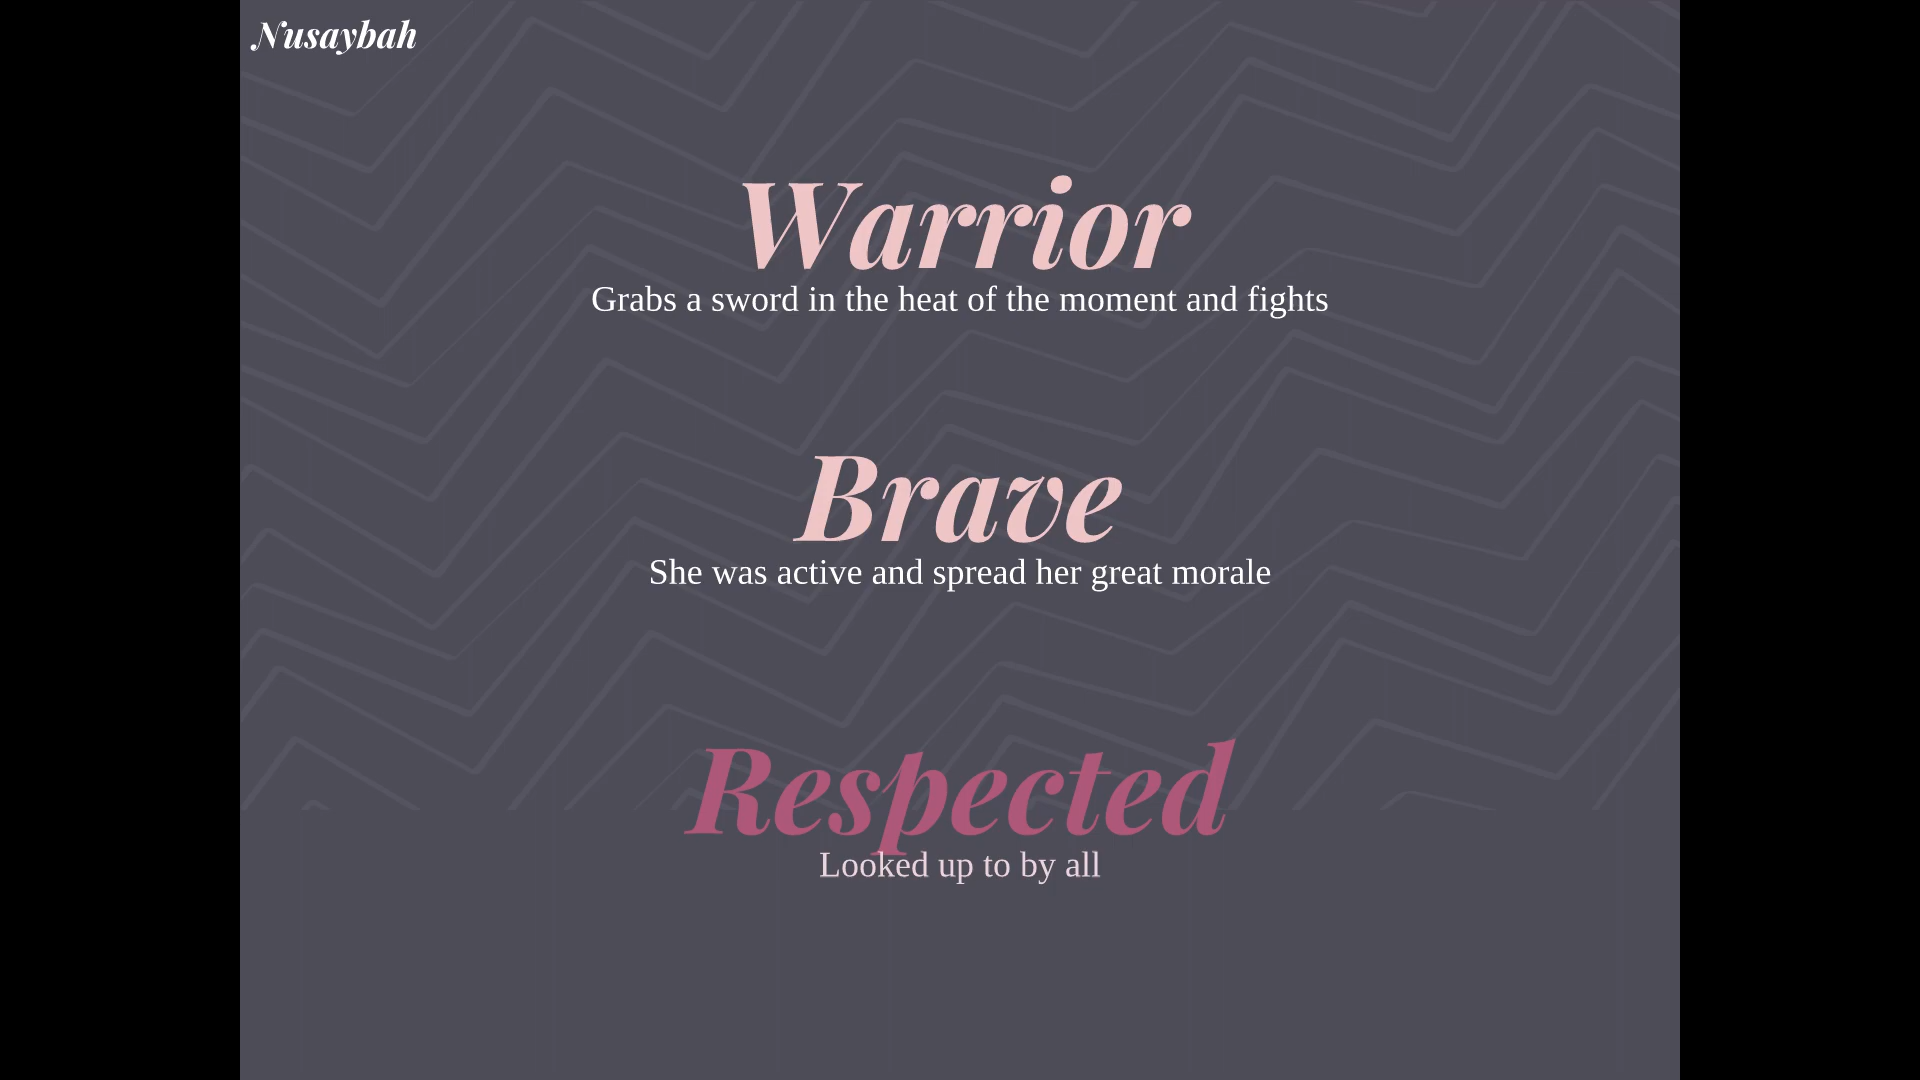 Nusaybah
Warrior
Grabs a sword in the heat of the moment and fights
Brave
She was active and spread her great morale
Respected
Looked up to by all